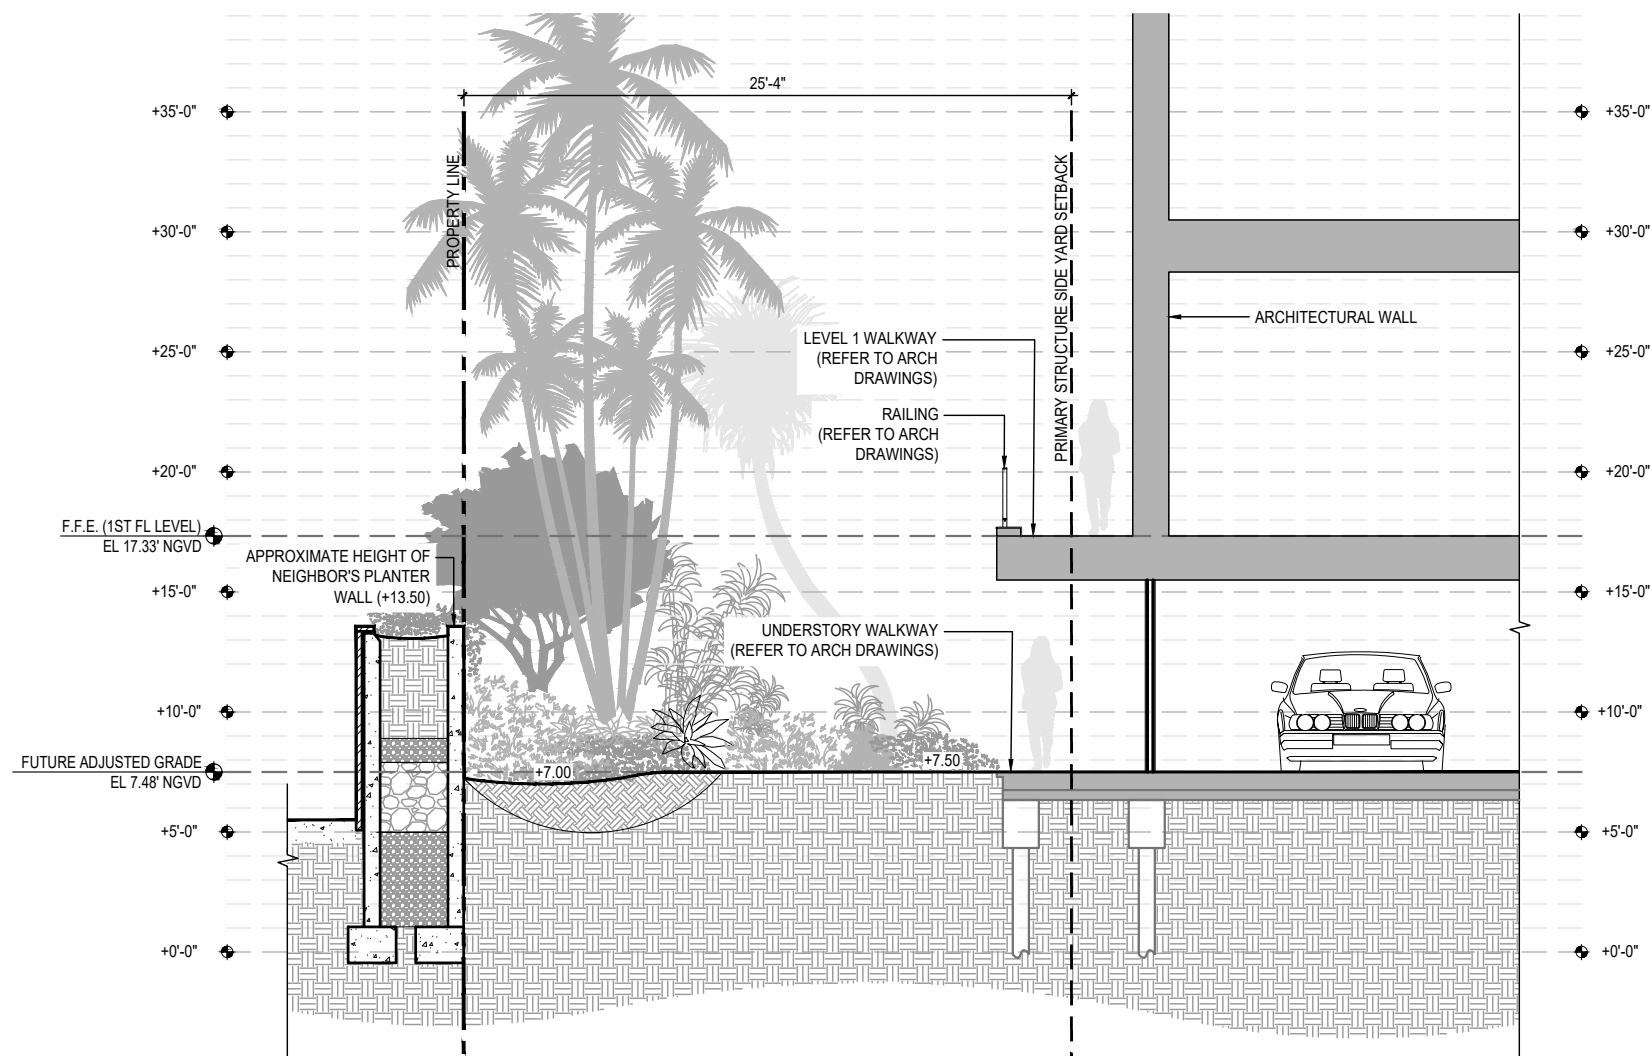 25'-4"
+35'-0"
+35'-0"
PROPERTY LINE
PRIMARY STRUCTURE SIDE YARD SETBACK
+30'-0"
+30'-0"
ARCHITECTURAL WALL
LEVEL 1 WALKWAY
(REFER TO ARCH
DRAWINGS)
+25'-0"
+25'-0"
RAILING
(REFER TO ARCH
DRAWINGS)
+20'-0"
+20'-0"
F.F.E. (1ST FL LEVEL)
EL 17.33' NGVD
APPROXIMATE HEIGHT OF
NEIGHBOR'S PLANTER
WALL (+13.50)
+15'-0"
+15'-0"
UNDERSTORY WALKWAY
(REFER TO ARCH DRAWINGS)
+10'-0"
+10'-0"
FUTURE ADJUSTED GRADE
EL 7.48' NGVD
+7.00
+7.50
+5'-0"
+5'-0"
+0'-0"
+0'-0"